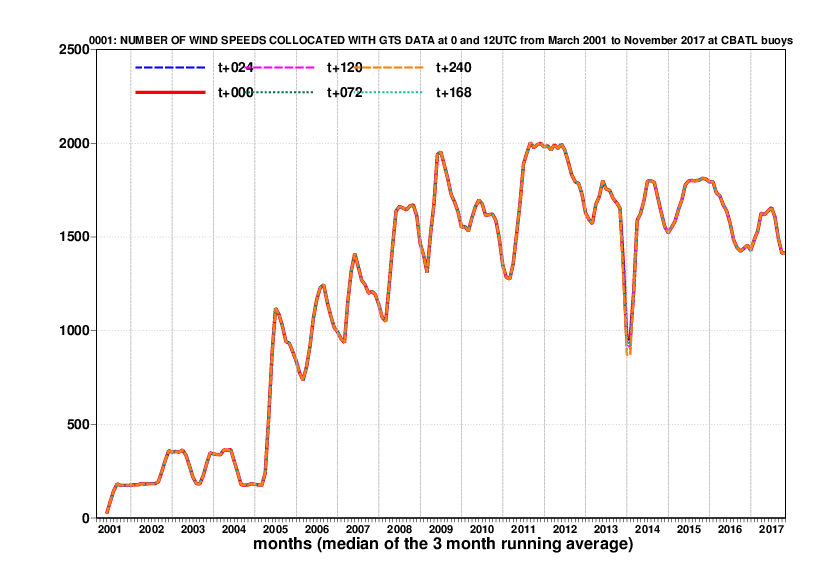 0001: NUMBER OF WIND SPEEDS COLLOCATED WITH GTS DATA at 0 and 12UTC from March 2001 to November 2017 at CBATL buoys
2500
t+024 t+120 t+240
t+000 t+072 t+168
2000
1500
1000
500
0
2001 2002 2003 2004 2005 2006 2007 2008 2009 2010 2011 2012 2013 2014 2015 2016 2017
months (median of the 3 month running average)